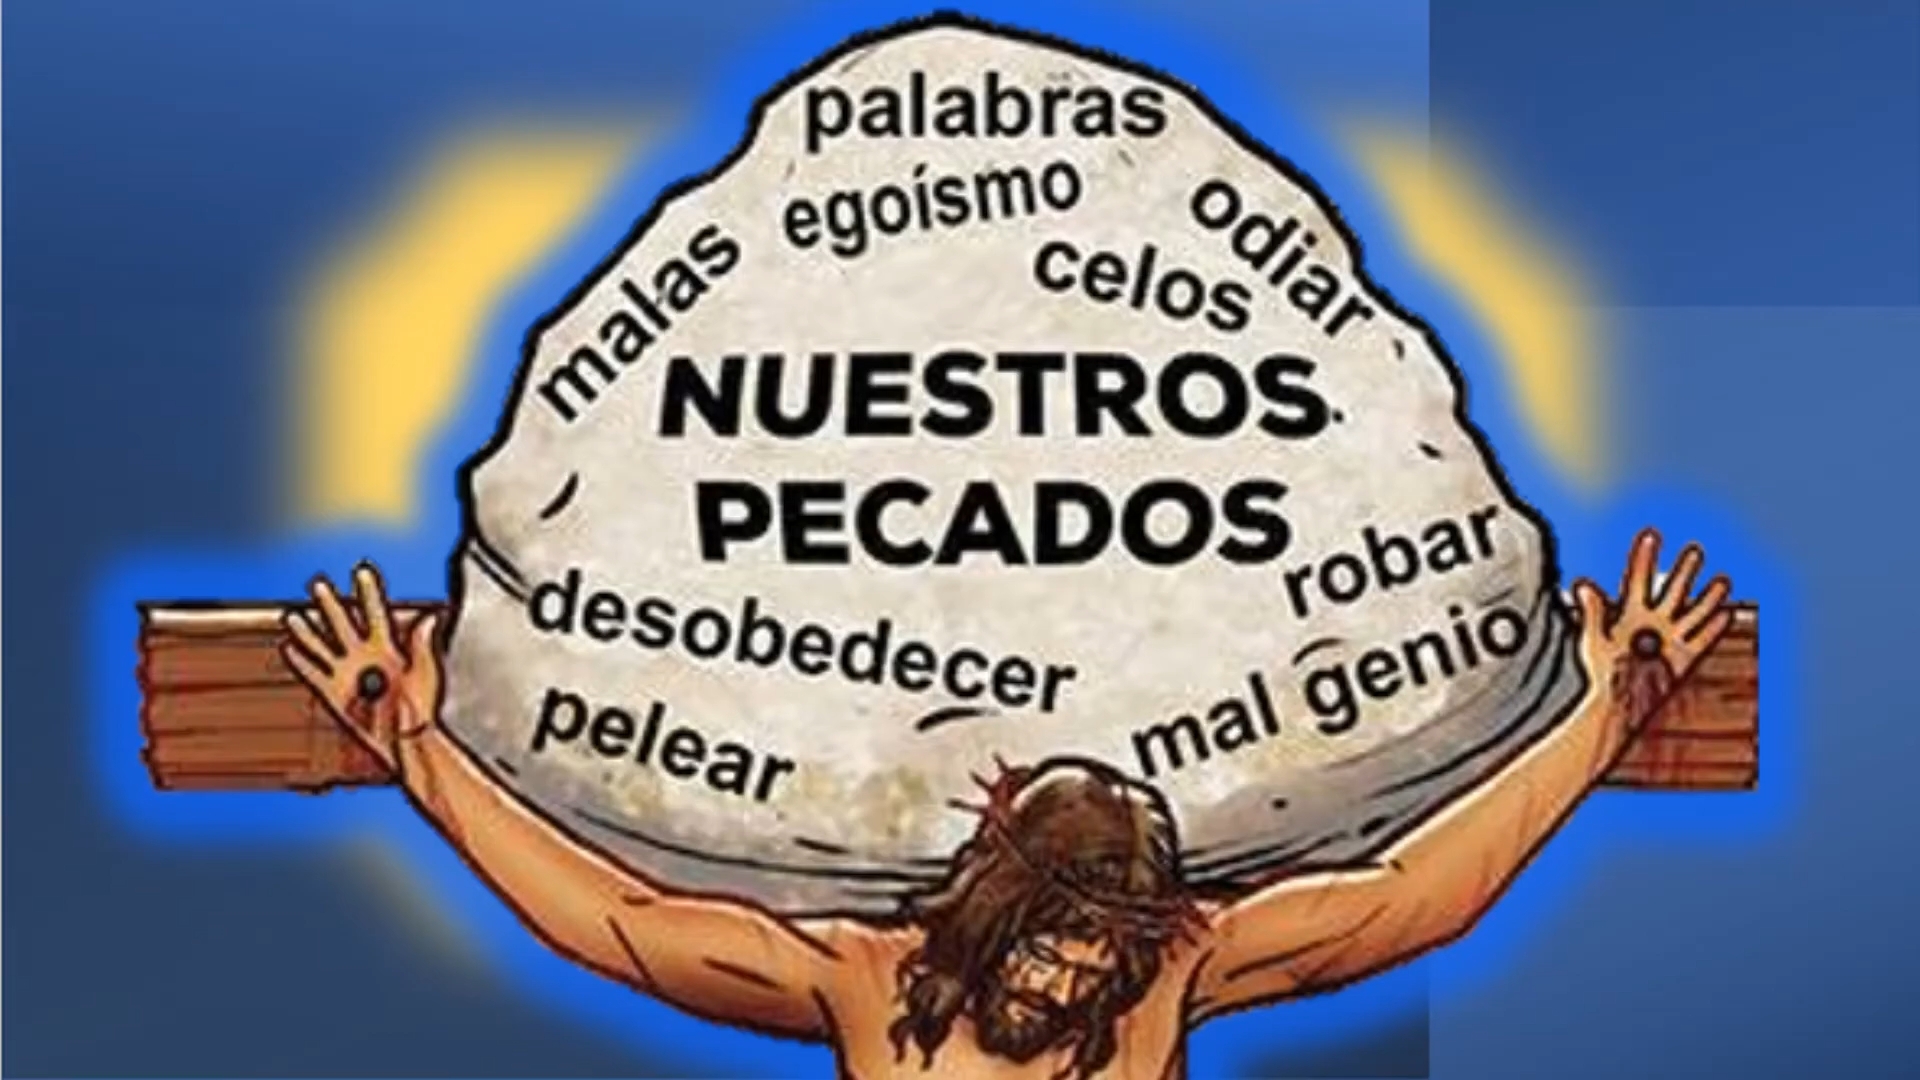 malas palabras
egoísmo
odiar
celos
NUESTROS
PECADOS
robar
desobedecer
mal genio
pelear